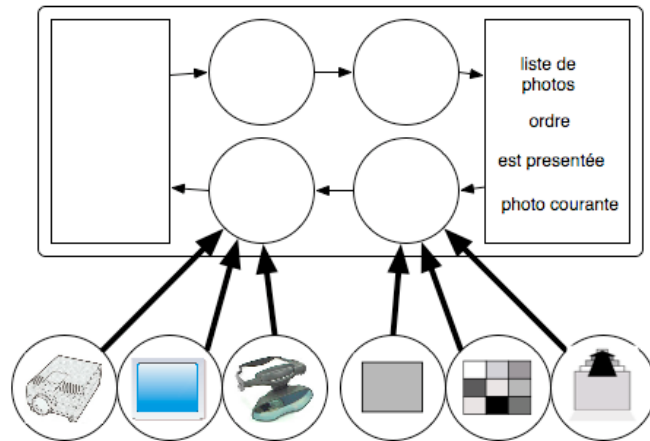 liste de
photos
ordre
est presentée
photo courante